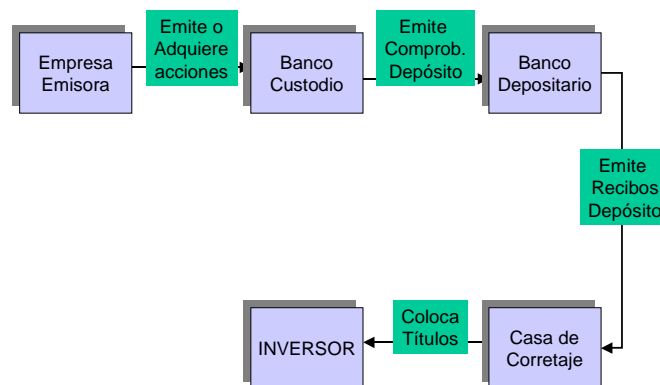 Empresa
Emisora
Emite o
Adquiere
acciones
Banco
Custodio
Emite
Comprob.
Depósito
Banco
Depositario
Emite
Recibos
Depósito
Casa de
Corretaje
Coloca
Títulos
INVERSOR